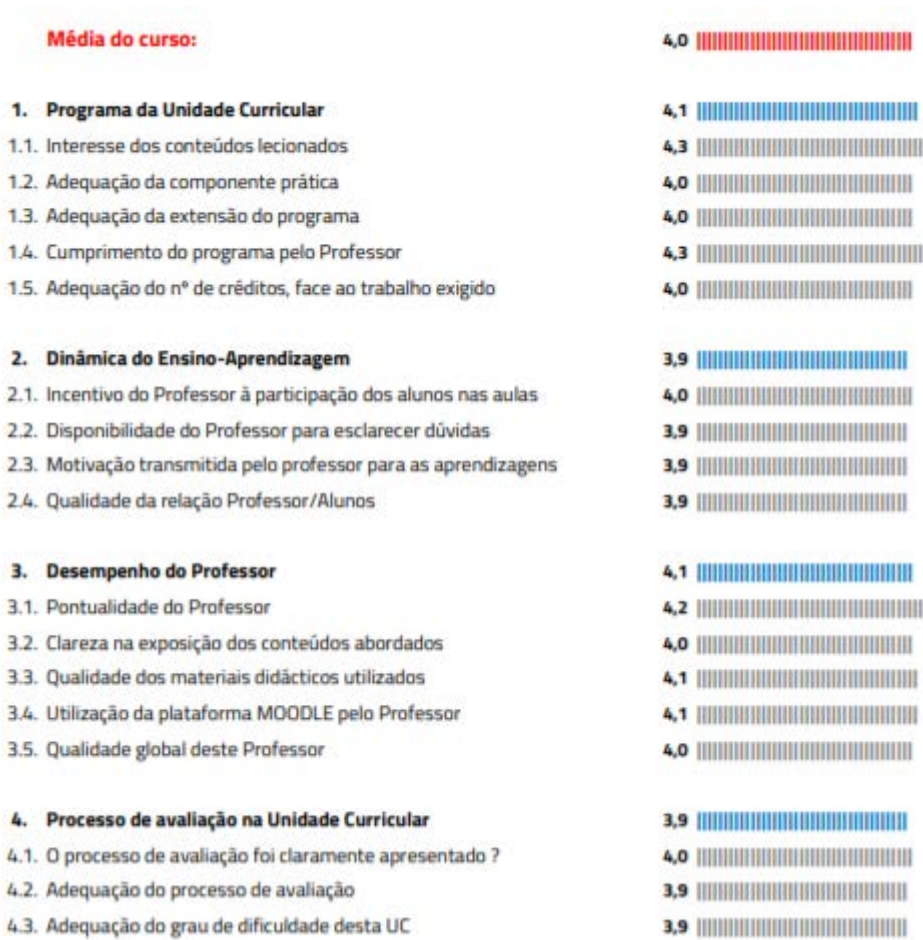 Média do curso: 4,0
1. Programa da Unidade Curricular 4,1
1.1. Interesse dos conteúdos lecionados 4,3
1.2. Adequação da componente prática 4,0
1.3. Adequação da extensão do programa 4,0
1.4. Cumprimento do programa pelo Professor 4,3
1.5. Adequação do nº de créditos, face ao trabalho exigido 4,0
2. Dinâmica do Ensino-Aprendizagem 3,9
2.1. Incentivo do Professor à participação dos alunos nas aulas 4,0
2.2. Disponibilidade do Professor para esclarecer dúvidas 3,9
2.3. Motivação transmitida pelo professor para as aprendizagens 3,9
2.4. Qualidade da relação Professor/Alunos 3,9
3. Desempenho do Professor 4,1
3.1. Pontualidade do Professor 4,2
3.2. Clareza na exposição dos conteúdos abordados 4,0
3.3. Qualidade dos materiais didácticos utilizados 4,1
3.4. Utilização da plataforma MOODLE pelo Professor 4,1
3.5. Qualidade global deste Professor 4,0
4. Processo de avaliação na Unidade Curricular 3,9
4.1. O processo de avaliação foi claramente apresentado ? 4,0
4.2. Adequação do processo de avaliação 3,9
4.3. Adequação do grau de dificuldade desta UC 3,9